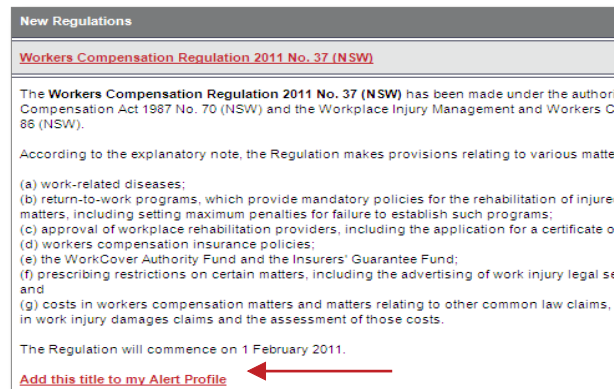 New Regulations
Workers Compensation Regulation 2011 No. 37 (NSW)
The Workers Compensation Regulation 2011 No. 37 (NSW) has been made under the
Compensation Act 1987 No. 70 (NSW) and the Workplace Injury Management and Workers
86 (NSW).
According to the explanatory note, the Regulation makes provisions relating to various
(a) work-related diseases;
(b) return-to-work programs, which provide mandatory policies for the rehabilitation of
matters, including setting maximum penalties for failure to establish such programs;
(c) approval of workplace rehabilitation providers, including the application for a certificate
(d) workers compensation insurance policies;
(e) the WorkCover Authority Fund and the Insurers' Guarantee Fund;
(f) prescribing restrictions on certain matters, including the advertising of work injury legal
and
(g) costs in workers compensation matters and matters relating to other common law claims,
in work injury damages claims and the assessment of those costs.
The Regulation will commence on 1 February 2011.
Add this title to my Alert Profile